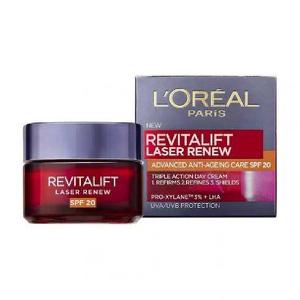 L'ORÉAL
PARIS
NEW
REVITALIFT
LASER RENEW
ADVANCED ANTI-AGEING CARE SPF 20
TRIPLE ACTION DAY CREAM
1. REFIRMS 2. REFINES 3. SHIELDS
PRO-XYLANE™ 3% + LHA
UVA/UVB PROTECTION
REVITALIFT
LASER RENEW
SPF 20